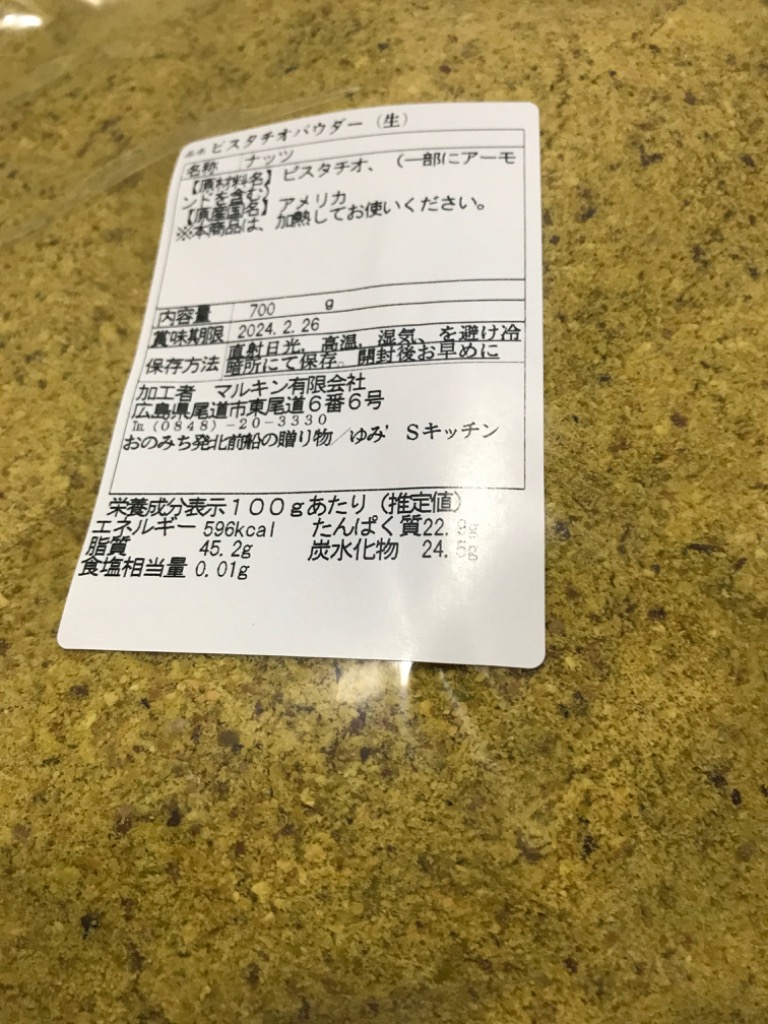 ピスタチオパウダー（生）
名称 ナッツ
【原材料名】ピスタチオ、（一部にアーモ
ンドを含む）
【原産国名】アメリカ
※本商品は、加熱してお使いください。
内容量 700 g
賞味期限 2024.2.26
保存方法 直射日光、高温、湿気、を避け冷
暗所にて保存。開封後お早めに
加工者 マルキン有限会社
広島県尾道市東尾道６番６号
℡（0848）－20－3330
おのみち発北前船の贈り物／ゆみ’Ｓキッチン
栄養成分表示１００ｇあたり（推定値）
エネルギー 596kcal たんぱく質22.
脂質 45.2g 炭水化物 24.
食塩相当量 0.01g